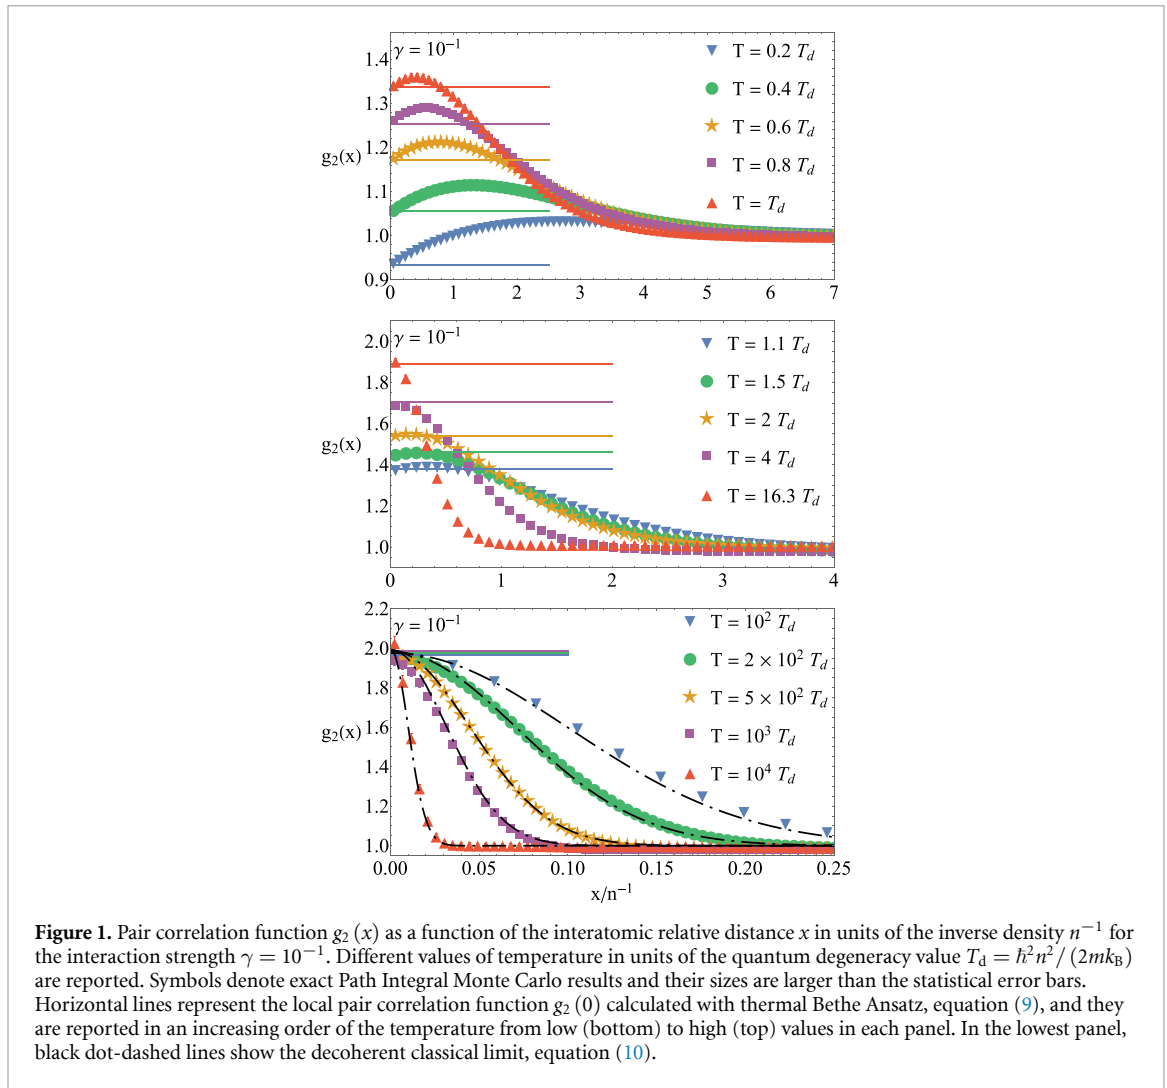 γ = 10⁻¹
T = 0.2 T_d
T = 0.4 T_d
T = 0.6 T_d
T = 0.8 T_d
T = T_d
g₂(x)
1.4
1.3
1.2
1.1
1.0
0.9
0 1 2 3 4 5 6 7
γ = 10⁻¹
T = 1.1 T_d
T = 1.5 T_d
T = 2 T_d
T = 4 T_d
T = 16.3 T_d
g₂(x)
2.0
1.8
1.6
1.4
1.2
1.0
0 1 2 3 4
γ = 10⁻¹
T = 10² T_d
T = 2 × 10² T_d
T = 5 × 10² T_d
T = 10³ T_d
T = 10⁴ T_d
g₂(x)
2.2
2.0
1.8
1.6
1.4
1.2
1.0
0.00 0.05 0.10 0.15 0.20 0.25
x/n⁻¹
Figure 1. Pair correlation function g₂ (x) as a function of the interatomic relative distance x in units of the inverse density n⁻¹ for
the interaction strength γ = 10⁻¹. Different values of temperature in units of the quantum degeneracy value T_d = ℏ²n²/ (2mk_B)
are reported. Symbols denote exact Path Integral Monte Carlo results and their sizes are larger than the statistical error bars.
Horizontal lines represent the local pair correlation function g₂ (0) calculated with thermal Bethe Ansatz, equation (9), and they
are reported in an increasing order of the temperature from low (bottom) to high (top) values in each panel. In the lowest panel,
black dot-dashed lines show the decoherent classical limit, equation (10).